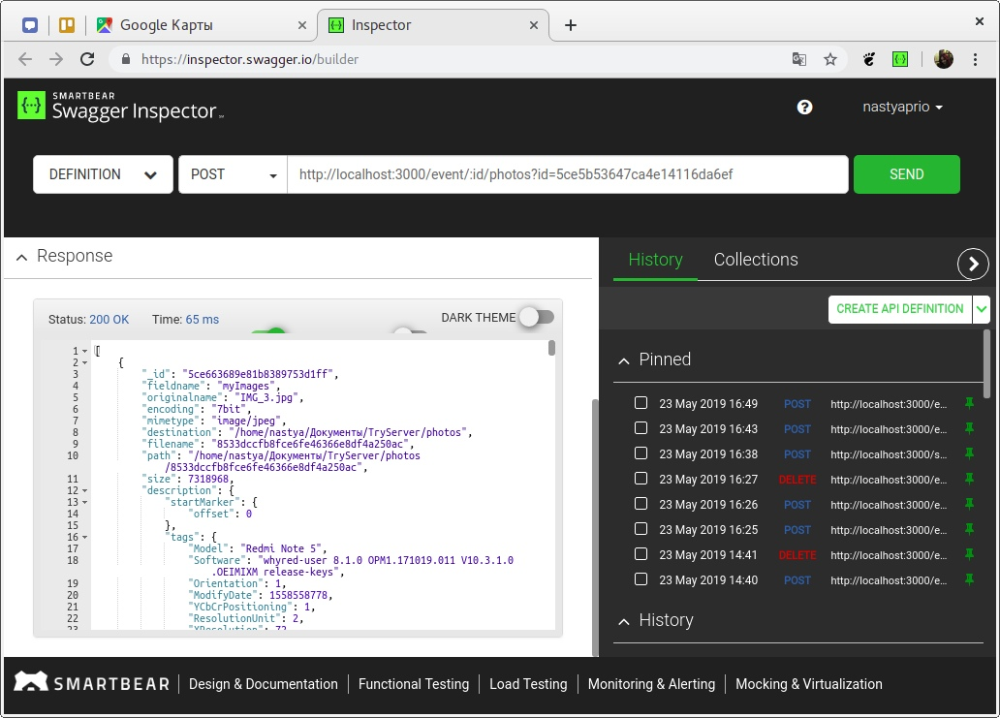 Google Карты
Inspector
https://inspector.swagger.io/builder
SMARTBEAR
Swagger Inspector
nastyaprio
DEFINITION
POST
http://localhost:3000/event/:id/photos?id=5ce5b53647ca4e14116da6ef
SEND
Response
Status: 200 OK
Time: 65 ms
DARK THEME
1 [
2 {
3 "_id": "5ce663689e81b8389753d1ff",
4 "fieldname": "myImages",
5 "originalname": "IMG_3.jpg",
6 "encoding": "7bit",
7 "mimetype": "image/jpeg",
8 "destination": "/home/nastya/Документы/TryServer/photos",
9 "filename": "8533dccfb8fce6fe46366e8df4a250ac",
10 "path": "/home/nastya/Документы/TryServer/photos
/8533dccfb8fce6fe46366e8df4a250ac",
11 "size": 7318968,
12 "description": {
13 "startMarker": {
14 "offset": 0
15 },
16 "tags": {
17 "Model": "Redmi Note 5",
18 "Software": "whyred-user 8.1.0 OPM1.171019.011 V10.3.1.0
.OEIMIXM release-keys",
19 "Orientation": 1,
20 "ModifyDate": 1558558778,
21 "YCbCrPositioning": 1,
22 "ResolutionUnit": 2,
23 "XResolution": 72
History
Collections
CREATE API DEFINITION
Pinned
23 May 2019 16:49 POST http://localhost:3000/e...
23 May 2019 16:43 POST http://localhost:3000/e...
23 May 2019 16:38 POST http://localhost:3000/s...
23 May 2019 16:27 DELETE http://localhost:3000/e...
23 May 2019 16:26 POST http://localhost:3000/e...
23 May 2019 16:25 POST http://localhost:3000/e...
23 May 2019 14:41 DELETE http://localhost:3000/e...
23 May 2019 14:40 POST http://localhost:3000/e...
History
SMARTBEAR
Design & Documentation
Functional Testing
Load Testing
Monitoring & Alerting
Mocking & Virtualization